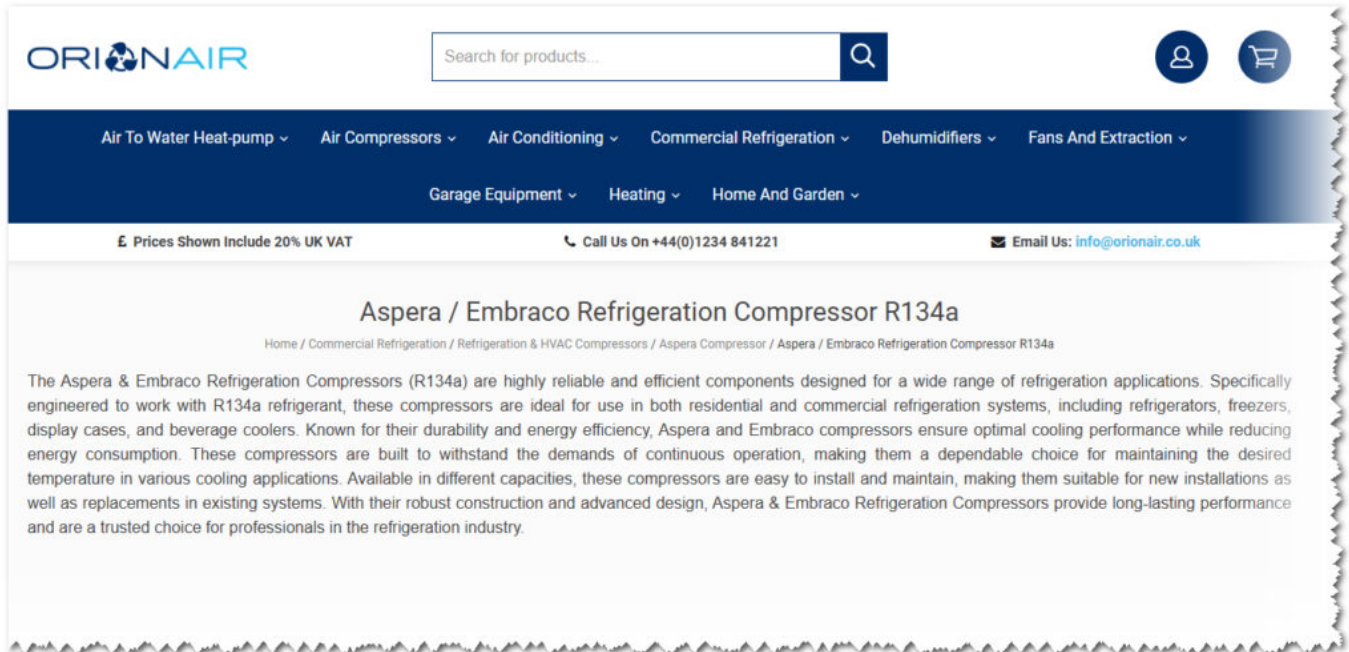 ORIONAIR
Search for products...
Air To Water Heat-pump
Air Compressors
Air Conditioning
Commercial Refrigeration
Dehumidifiers
Fans And Extraction
Garage Equipment
Heating
Home And Garden
£ Prices Shown Include 20% UK VAT
Call Us On +44(0)1234 841221
Email Us: info@orionair.co.uk
Aspera / Embraco Refrigeration Compressor R134a
Home / Commercial Refrigeration / Refrigeration & HVAC Compressors / Aspera Compressor / Aspera / Embraco Refrigeration Compressor R134a
The Aspera & Embraco Refrigeration Compressors (R134a) are highly reliable and efficient components designed for a wide range of refrigeration applications. Specifically
engineered to work with R134a refrigerant, these compressors are ideal for use in both residential and commercial refrigeration systems, including refrigerators, freezers,
display cases, and beverage coolers. Known for their durability and energy efficiency, Aspera and Embraco compressors ensure optimal cooling performance while reducing
energy consumption. These compressors are built to withstand the demands of continuous operation, making them a dependable choice for maintaining the desired
temperature in various cooling applications. Available in different capacities, these compressors are easy to install and maintain, making them suitable for new installations as
well as replacements in existing systems. With their robust construction and advanced design, Aspera & Embraco Refrigeration Compressors provide long-lasting performance
and are a trusted choice for professionals in the refrigeration industry.